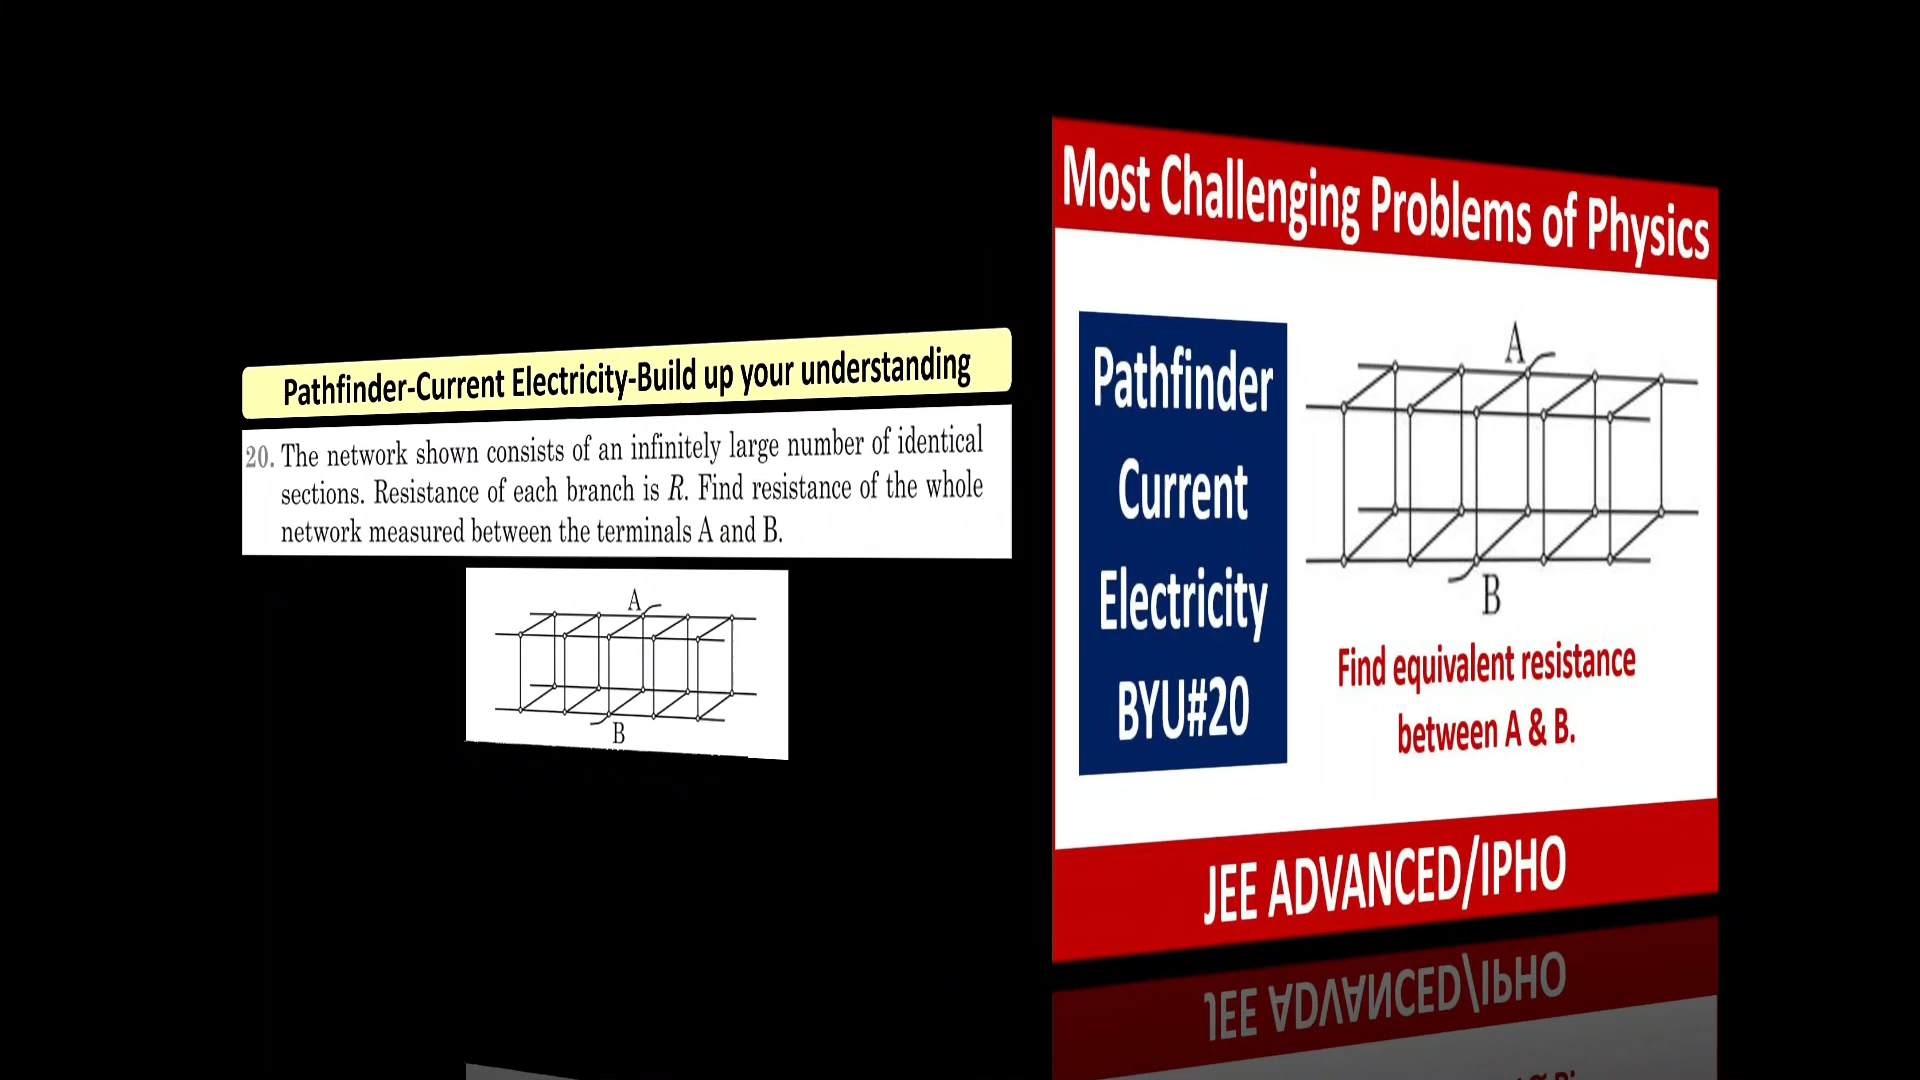 Pathfinder-Current Electricity-Build up your understanding
20. The network shown consists of an infinitely large number of identical
sections. Resistance of each branch is R. Find resistance of the whole
network measured between the terminals A and B.
A
B
Most Challenging Problems of Physics
Pathfinder
Current
Electricity
BYU#20
A
B
Find equivalent resistance
between A & B.
JEE ADVANCED/IPHO
JEE ADVANCED/IPHO